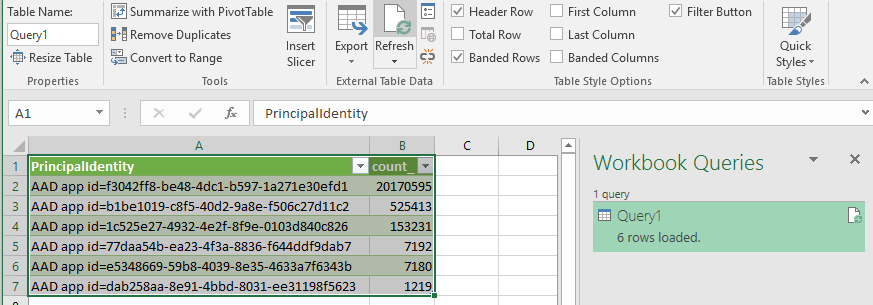 Table Name:
Query1
Resize Table
Properties
Summarize with PivotTable
Remove Duplicates
Convert to Range
Tools
Insert
Slicer
Export
Refresh
External Table Data
Header Row
Total Row
Banded Rows
First Column
Last Column
Banded Columns
Filter Button
Table Style Options
Quick
Styles
Table Styles
A1
fx
PrincipalIdentity
A B C D
1 PrincipalIdentity count_
2 AAD app id=f3042ff8-be48-4dc1-b597-1a271e30efd1 20170595
3 AAD app id=b1be1019-c8f5-40d2-9a8e-f506c27d11c2 525413
4 AAD app id=1c525e27-4932-4e2f-8f9e-0103d840c826 153231
5 AAD app id=77daa54b-ea23-4f3a-8836-f644ddf9dab7 7192
6 AAD app id=e5348669-59b8-4039-8e35-4633a7f6343b 7180
7 AAD app id=dab258aa-8e91-4bbd-8031-ee31198f5623 1219
Workbook Queries
1 query
Query1
6 rows loaded.